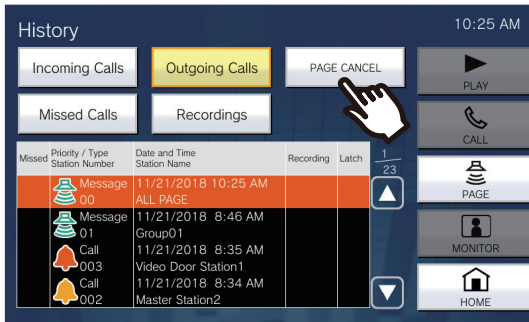 History
10:25 AM
Incoming Calls
Outgoing Calls
PAGE CANCEL
Missed Calls
Recordings
PLAY
CALL
PAGE
MONITOR
HOME
Missed
Priority / Type
Station Number
Date and Time
Station Name
Recording
Latch
1
23
Message 11/21/2018 10:25 AM
00 ALL PAGE
Message 11/21/2018 8:46 AM
01 Group01
Call 11/21/2018 8:35 AM
003 Video Door Station1
Call 11/21/2018 8:34 AM
002 Master Station2